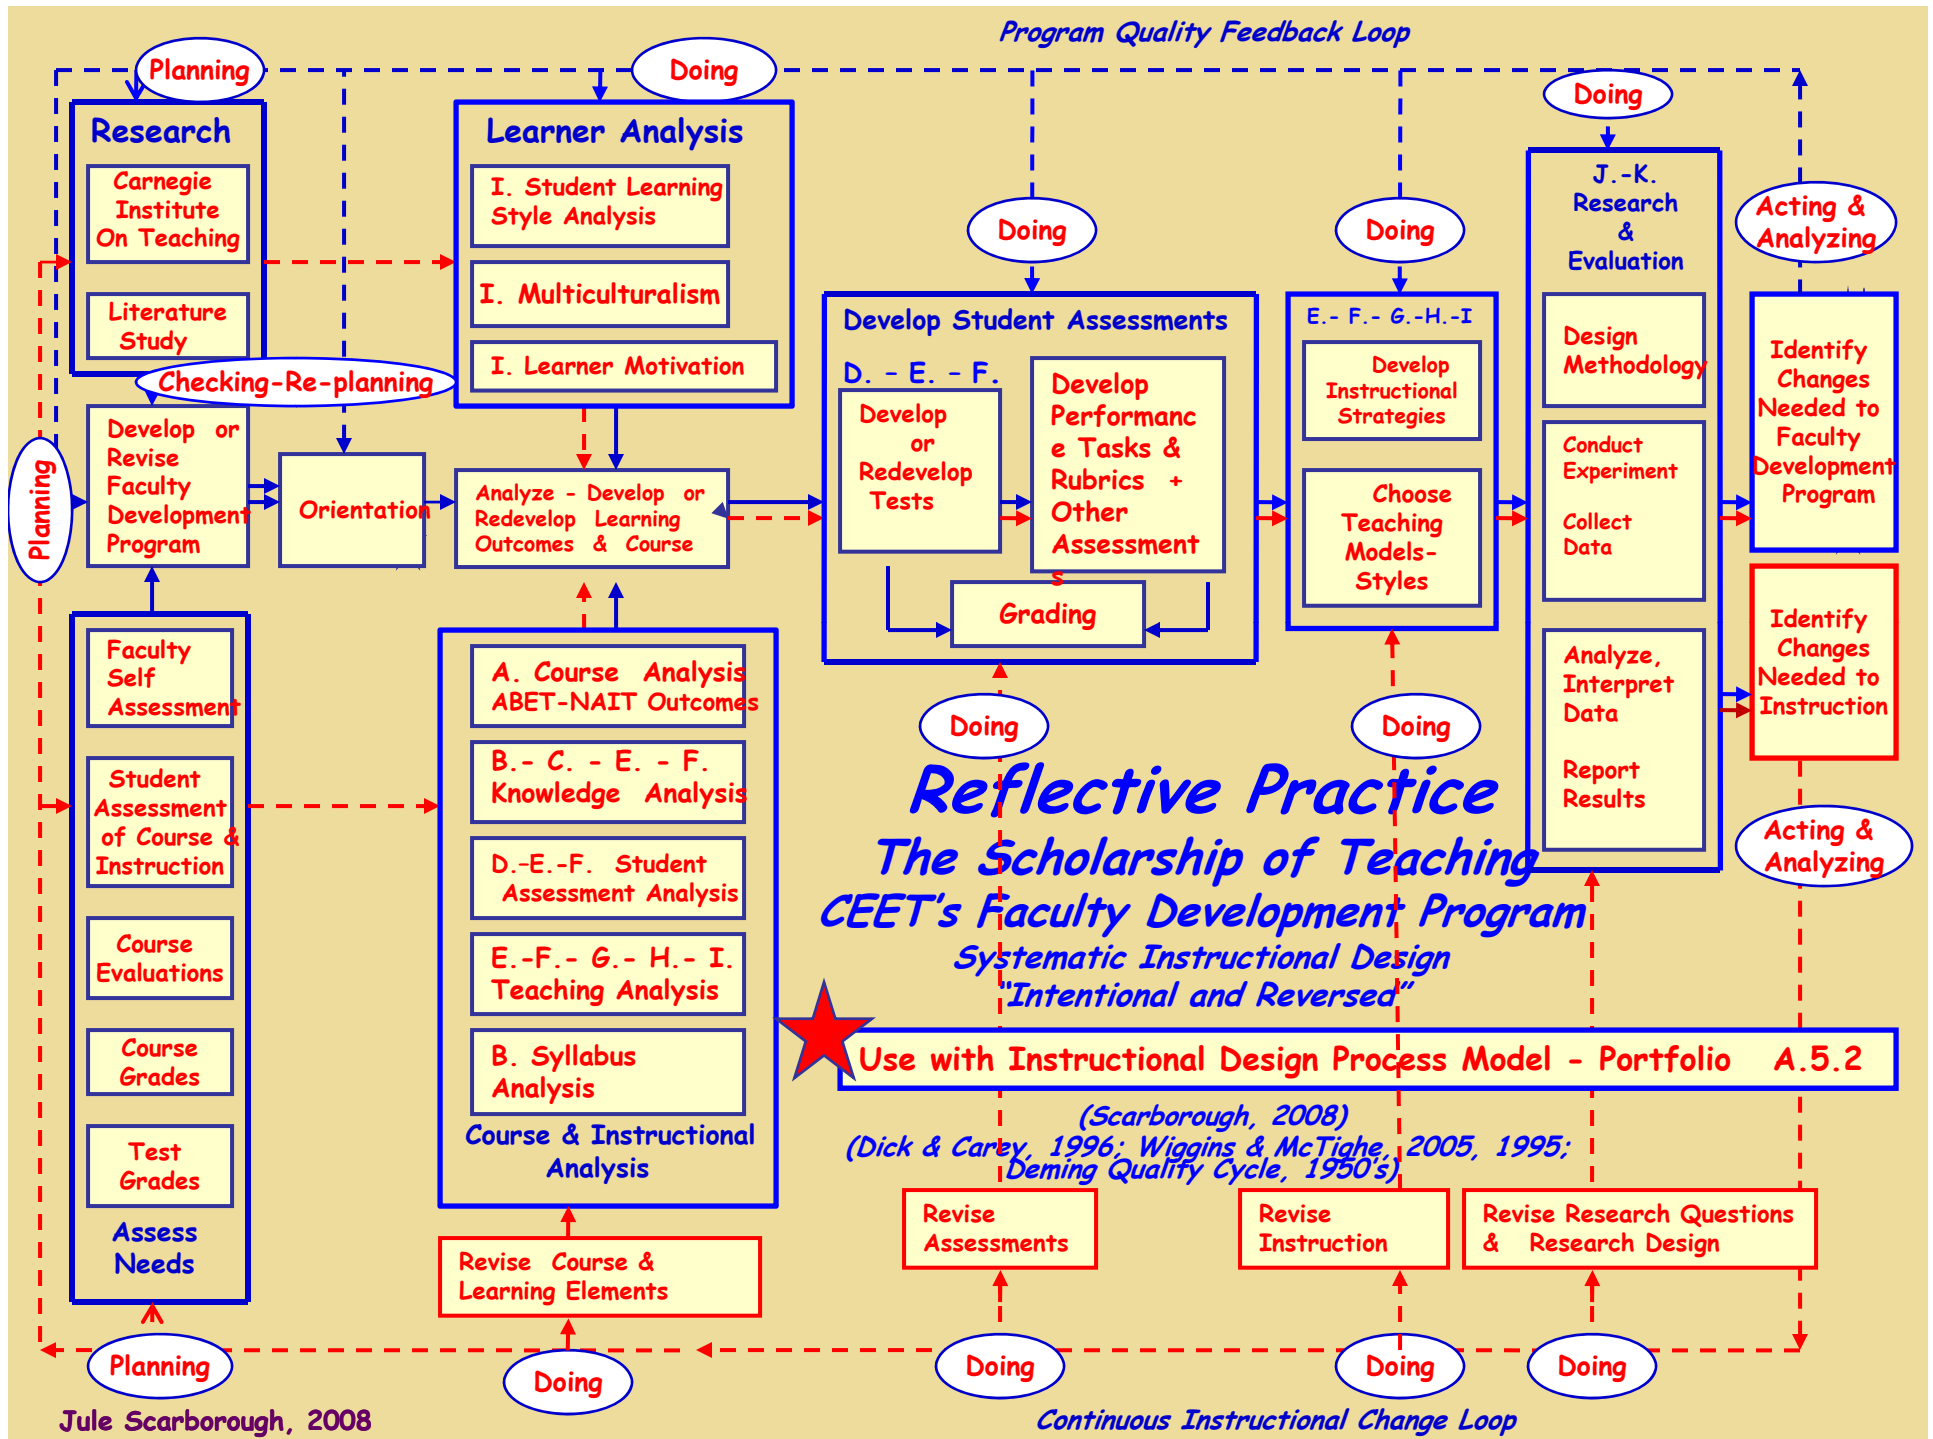 Program Quality Feedback Loop
Planning
Doing
Doing
Research
Carnegie
Institute
On Teaching
Literature
Study
Checking-Re-planning
Learner Analysis
I. Student Learning
Style Analysis
I. Multiculturalism
I. Learner Motivation
Doing
Doing
Acting &
Analyzing
Planning
Develop or
Revise
Faculty
Development
Program
Orientation
Analyze - Develop or
Redevelop Learning
Outcomes & Course
Develop Student Assessments
D. - E. - F.
Develop
or
Redevelop
Tests
Develop
Performanc
e Tasks &
Rubrics +
Other
Assessment
s
Grading
E.- F.- G.-H.-I
Develop
Instructional
Strategies
Choose
Teaching
Models-
Styles
J.-K.
Research
&
Evaluation
Design
Methodology
Conduct
Experiment
Collect
Data
Analyze,
Interpret
Data
Report
Results
Identify
Changes
Needed to
Faculty
Development
Program
Identify
Changes
Needed to
Instruction
Acting &
Analyzing
Faculty
Self
Assessment
Student
Assessment
of Course &
Instruction
Course
Evaluations
Course
Grades
Test
Grades
Assess
Needs
A. Course Analysis
ABET-NAIT Outcomes
B.- C. - E. - F.
Knowledge Analysis
D.-E.-F. Student
Assessment Analysis
E.-F.- G.- H.- I.
Teaching Analysis
B. Syllabus
Analysis
Course & Instructional
Analysis
Doing
Doing
Reflective Practice
The Scholarship of Teaching
CEET's Faculty Development Program
Systematic Instructional Design
"Intentional and Reversed"
Use with Instructional Design Process Model - Portfolio A.5.2
(Scarborough, 2008)
(Dick & Carey, 1996; Wiggins & McTighe, 2005, 1995;
Deming Quality Cycle, 1950's)
Revise Course &
Learning Elements
Revise
Assessments
Revise
Instruction
Revise Research Questions
& Research Design
Planning
Doing
Doing
Doing
Doing
Jule Scarborough, 2008
Continuous Instructional Change Loop